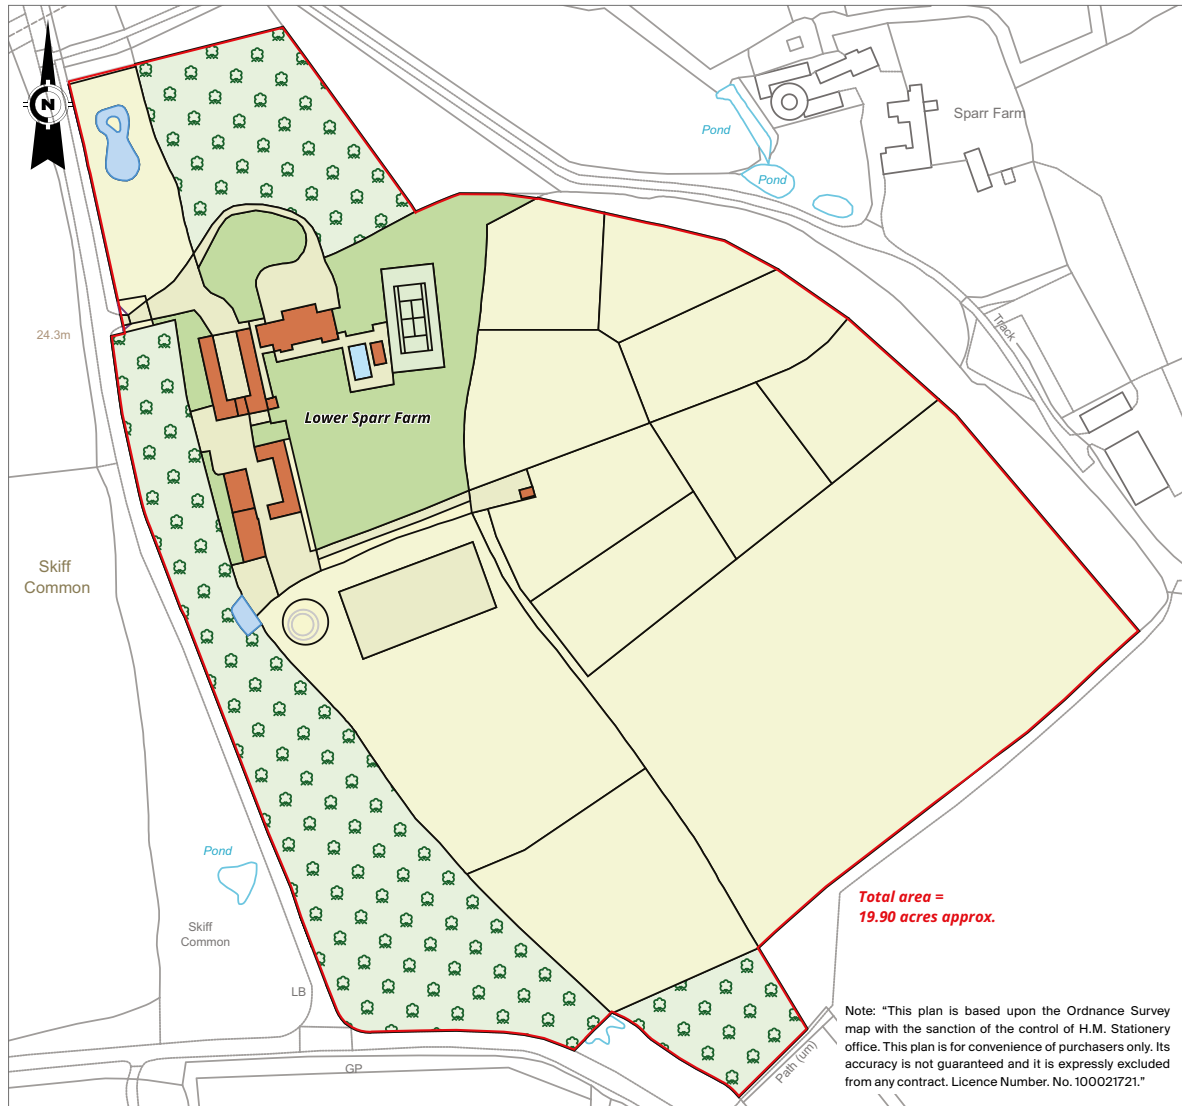 N
Pond
Sparr Farm
Pond
24.3m
Track
Lower Sparr Farm
Skiff
Common
Pond
Total area =
19.90 acres approx.
Skiff
Common
LB
GP
Path (um)
Note: “This plan is based upon the Ordnance Survey
map with the sanction of the control of H.M. Stationery
office. This plan is for convenience of purchasers only. Its
accuracy is not guaranteed and it is expressly excluded
from any contract. Licence Number. No. 100021721.”